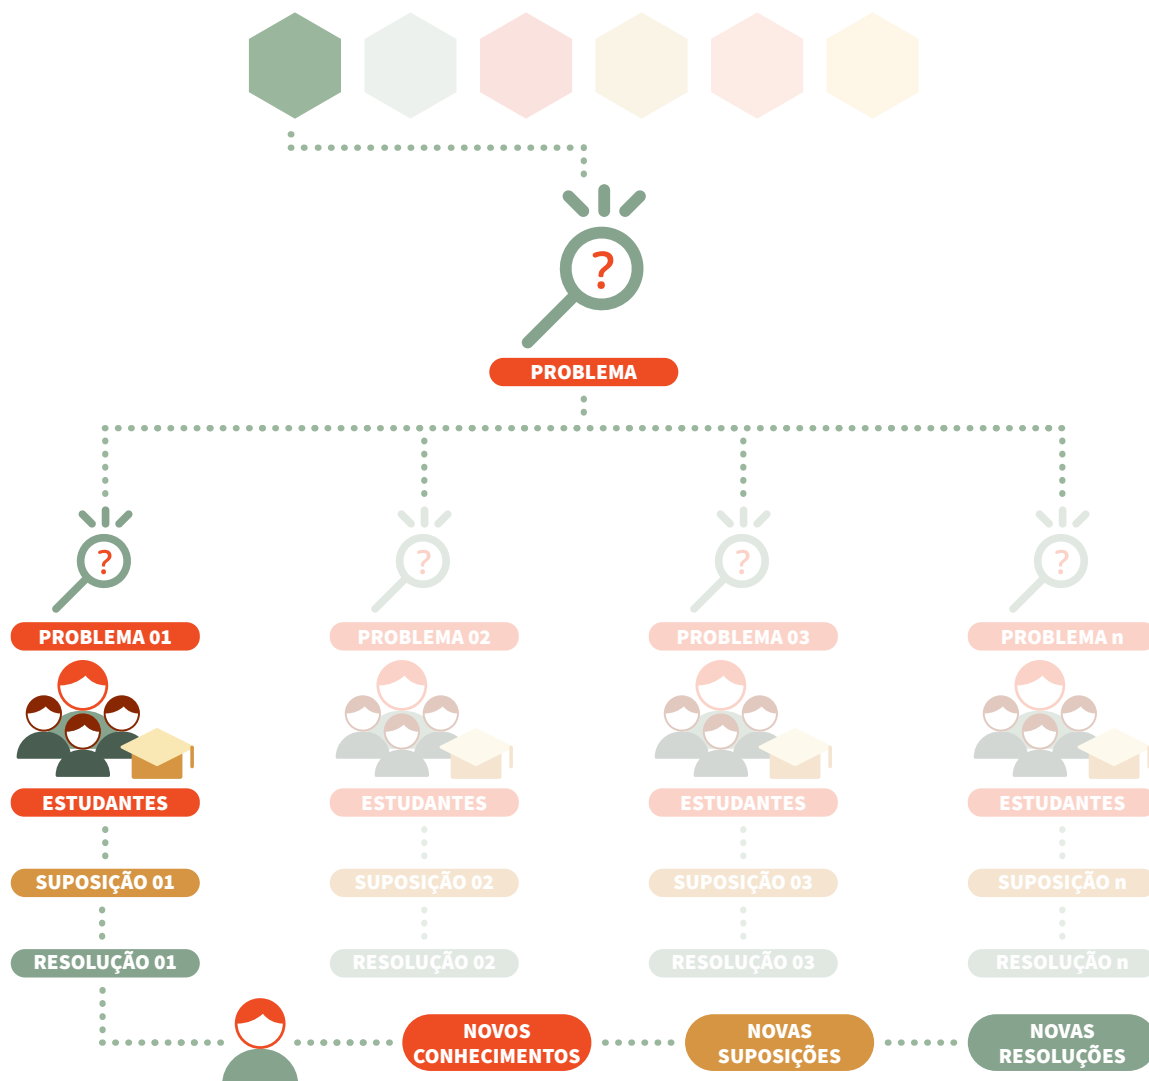 ?
PROBLEMA
? ? ? ?
PROBLEMA 01 PROBLEMA 02 PROBLEMA 03 PROBLEMA n
ESTUDANTES ESTUDANTES ESTUDANTES ESTUDANTES
SUPOSIÇÃO 01 SUPOSIÇÃO 02 SUPOSIÇÃO 03 SUPOSIÇÃO n
RESOLUÇÃO 01 RESOLUÇÃO 02 RESOLUÇÃO 03 RESOLUÇÃO n
NOVOS
CONHECIMENTOS
NOVAS
SUPOSIÇÕES
NOVAS
RESOLUÇÕES